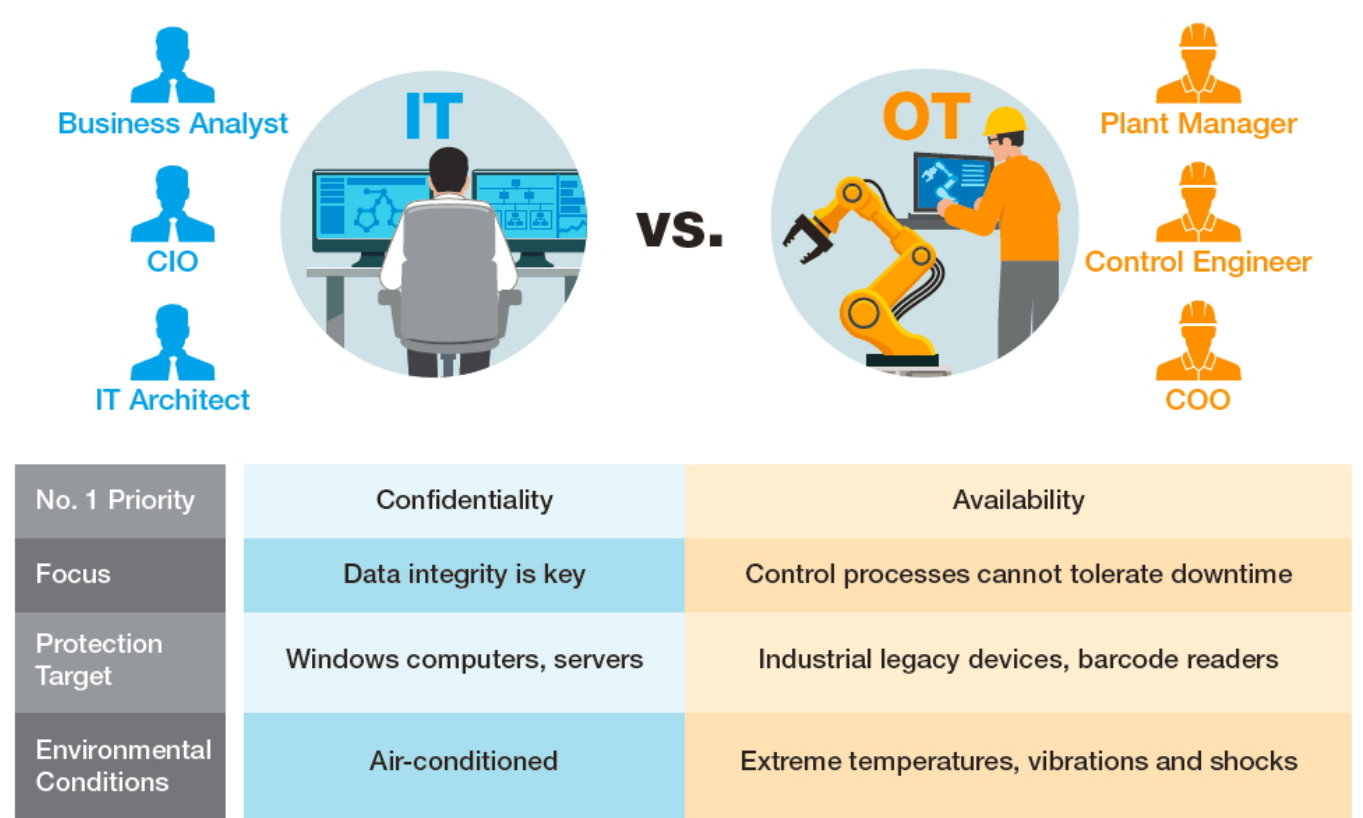 Business Analyst
CIO
IT Architect
IT
vs.
OT
Plant Manager
Control Engineer
COO
No. 1 Priority
Confidentiality
Availability
Focus
Data integrity is key
Control processes cannot tolerate downtime
Protection
Target
Windows computers, servers
Industrial legacy devices, barcode readers
Environmental
Conditions
Air-conditioned
Extreme temperatures, vibrations and shocks